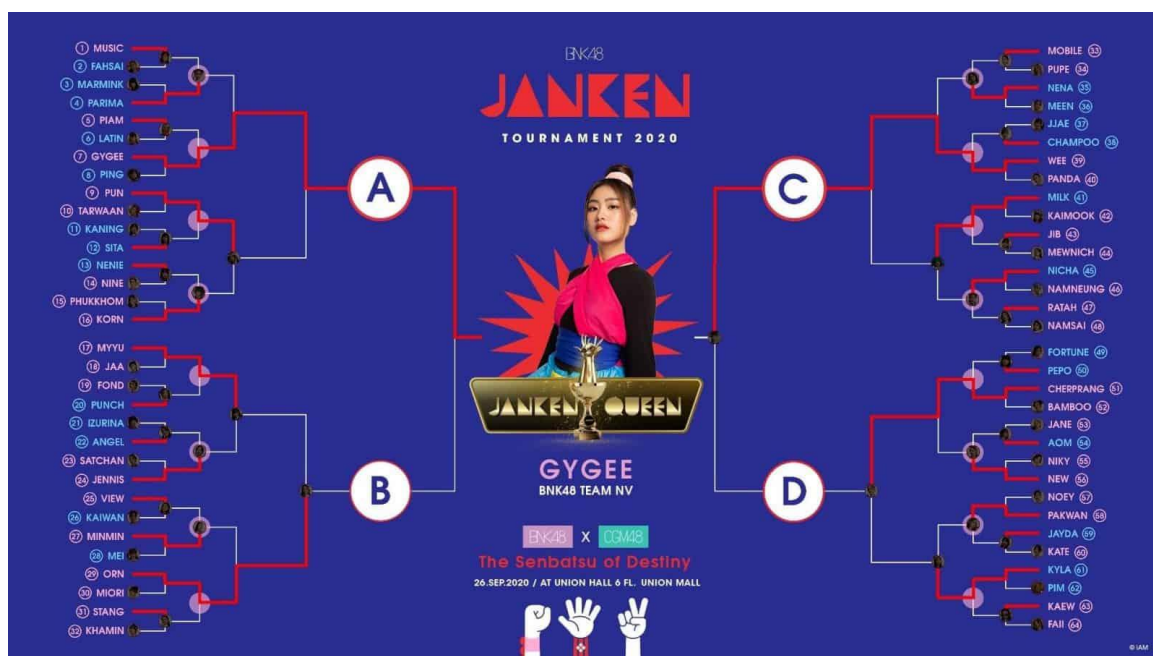 ① MUSIC
② FAHSAI
③ MARMINK
④ PARIMA
⑤ PIAM
⑥ LATIN
⑦ GYGEE
⑧ PING
⑨ PUN
⑩ TARWAAN
⑪ KANING
⑫ SITA
⑬ NENIE
⑭ NINE
⑮ PHUKKHOM
⑯ KORN
⑰ MYYU
⑱ JAA
⑲ FOND
⑳ PUNCH
㉑ IZURINA
㉒ ANGEL
㉓ SATCHAN
㉔ JENNIS
㉕ VIEW
㉖ KAIWAN
㉗ MINMIN
㉘ MEI
㉙ ORN
㉚ MIORI
㉛ STANG
㉜ KHAMIN
A
B
BNK48
JANKEN
TOURNAMENT 2020
JANKEN QUEEN
GYGEE
BNK48 TEAM NV
BNK48 X CGM48
The Senbatsu of Destiny
26.SEP.2020 / AT UNION HALL 6 FL. UNION MALL
C
D
MOBILE ㉝
PUPE ㉞
NENA ㉟
MEEN ㊱
JJAE ㊲
CHAMPOO ㊳
WEE ㊴
PANDA ㊵
MILK ㊶
KAIMOOK ㊷
JIB ㊸
MEWNICH ㊹
NICHA ㊺
NAMNEUNG ㊻
RATAH ㊼
NAMSAI ㊽
FORTUNE ㊾
PEPO ㊿
CHERPRANG 51
BAMBOO 52
JANE 53
AOM 54
NIKY 55
NEW 56
NOEY 57
PAKWAN 58
JAYDA 59
KATE 60
KYLA 61
PIM 62
KAEW 63
FAII 64
© iAM